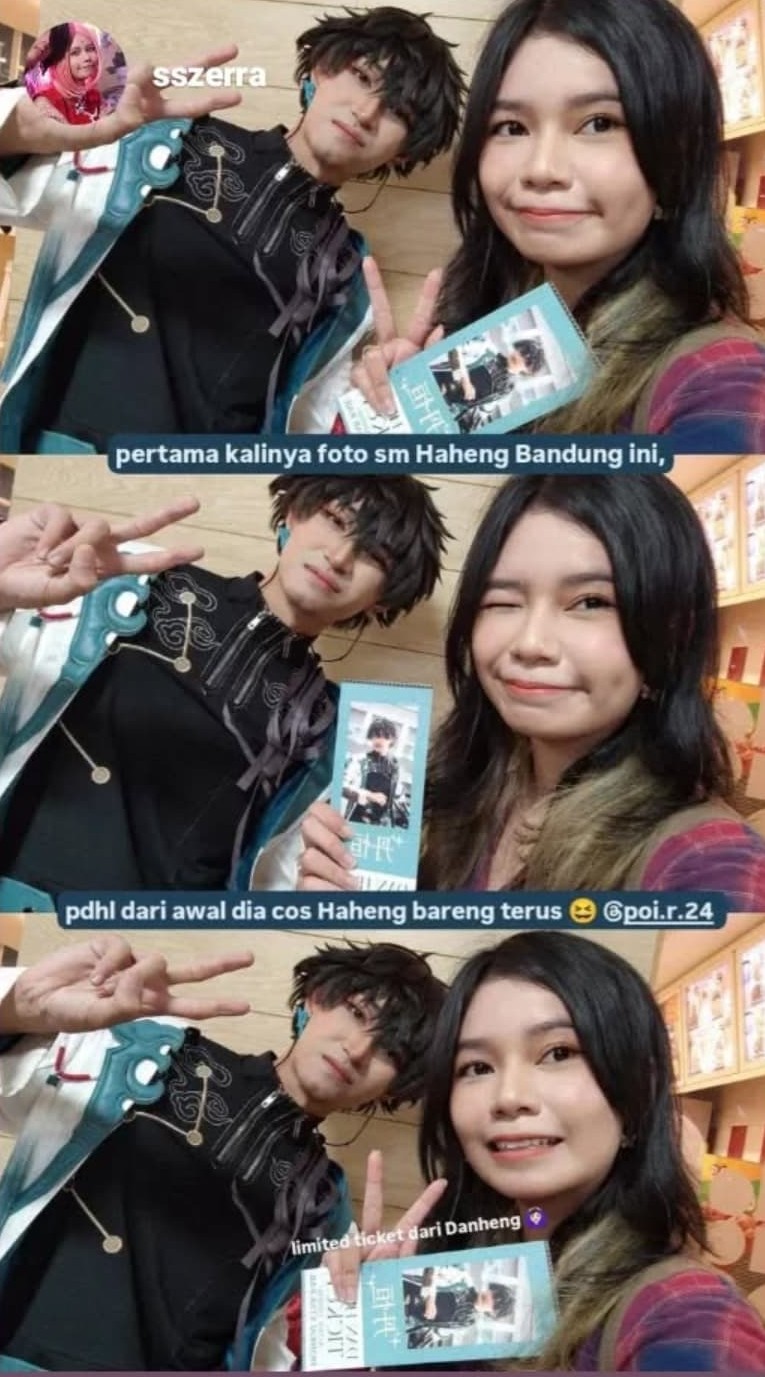 sszerra
pertama kalinya foto sm Haheng Bandung ini,
pdhl dari awal dia cos Haheng bareng terus 😆 @poi.r.24
limited ticket dari Danheng